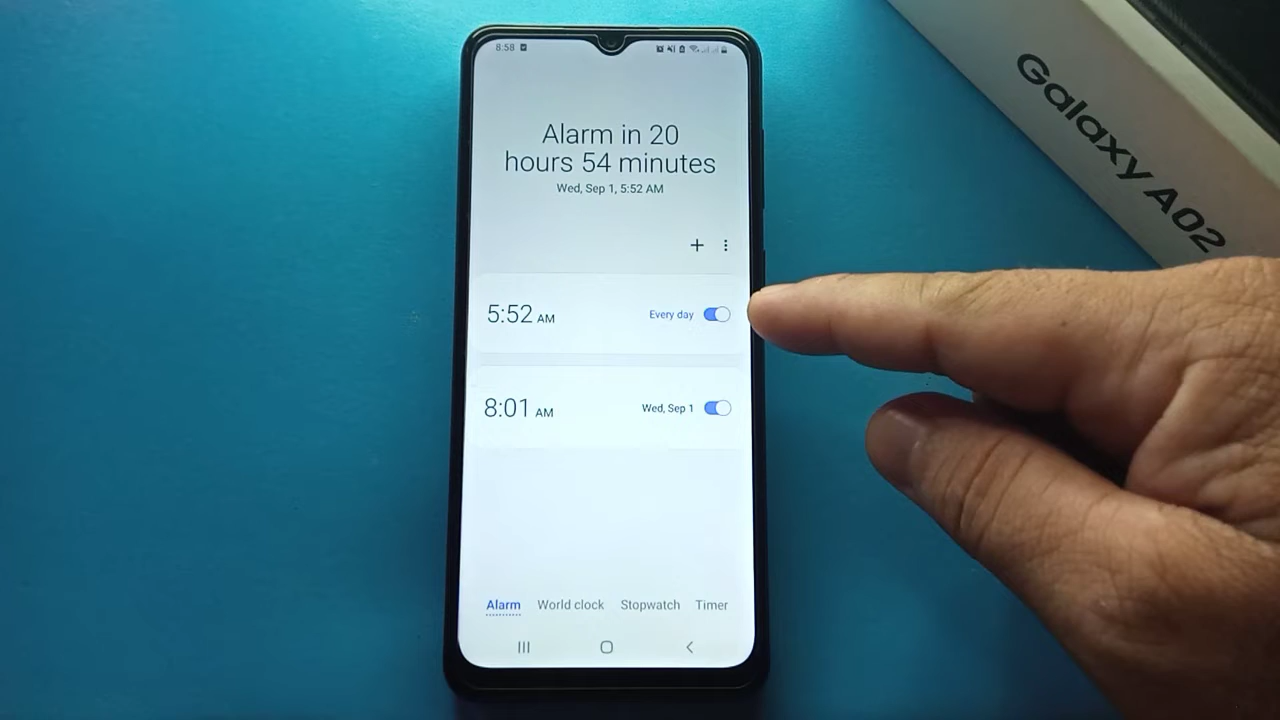 8:58
Alarm in 20
hours 54 minutes
Wed, Sep 1, 5:52 AM
5:52 AM Every day
8:01 AM Wed, Sep 1
Alarm World clock Stopwatch Timer
Galaxy A02